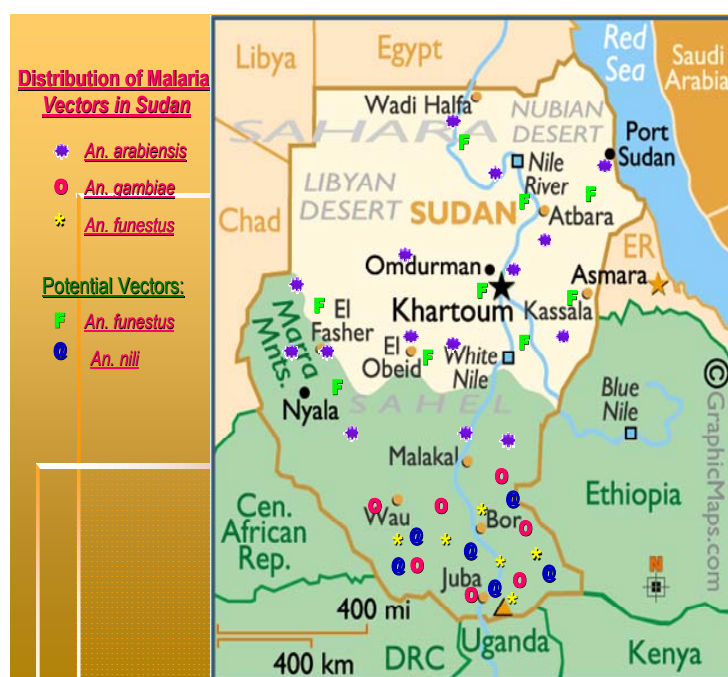 Distribution of Malaria
Vectors in Sudan
An. arabiensis
O An. gambiae
* An. funestus
Potential Vectors:
F An. funestus
@ An. nili
Libya
Egypt
Red
Sea
Saudi
Arabia
Wadi Halfa
NUBIAN
DESERT
SAHARA DESERT
Port
Sudan
Nile
River
LIBYAN
DESERT
SUDAN
Atbara
Chad
ER
Omdurman
Asmara
Khartoum
Kassala
El
Fasher
Marra
Mnts.
El
Obeid
White
Nile
Nyala
SAHEL
Blue
Nile
Malakal
Ethiopia
Cen.
African
Rep.
Wau
Bor
Juba
N
400 mi
400 km
DRC
Uganda
Kenya
©GraphicMaps.com